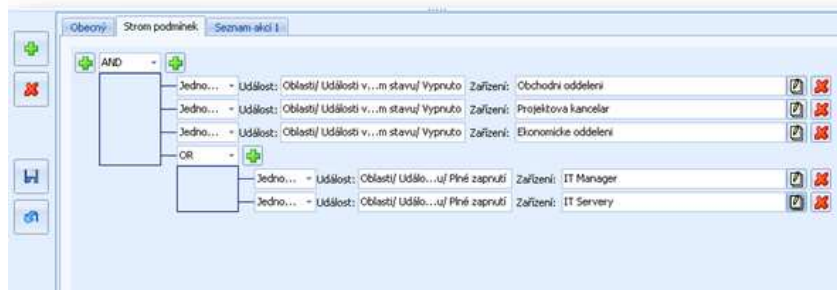 Obecný Strom podmínek Seznam akcí 1
AND
Jedno... Událost: Oblasti/ Události v...m stavu/ Vypnuto Zařízení: Obchodni oddeleni
Jedno... Událost: Oblasti/ Události v...m stavu/ Vypnuto Zařízení: Projektova kancelar
Jedno... Událost: Oblasti/ Události v...m stavu/ Vypnuto Zařízení: Ekonomicke oddeleni
OR
Jedno... Událost: Oblasti/ Událo...u/ Plné zapnutí Zařízení: IT Manager
Jedno... Událost: Oblasti/ Událo...u/ Plné zapnutí Zařízení: IT Servery